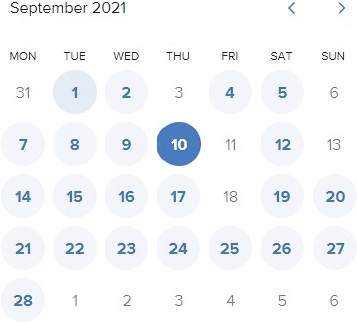 September 2021
MON TUE WED THU FRI SAT SUN
31 1 2 3 4 5 6
7 8 9 10 11 12 13
14 15 16 17 18 19 20
21 22 23 24 25 26 27
28 1 2 3 4 5 6